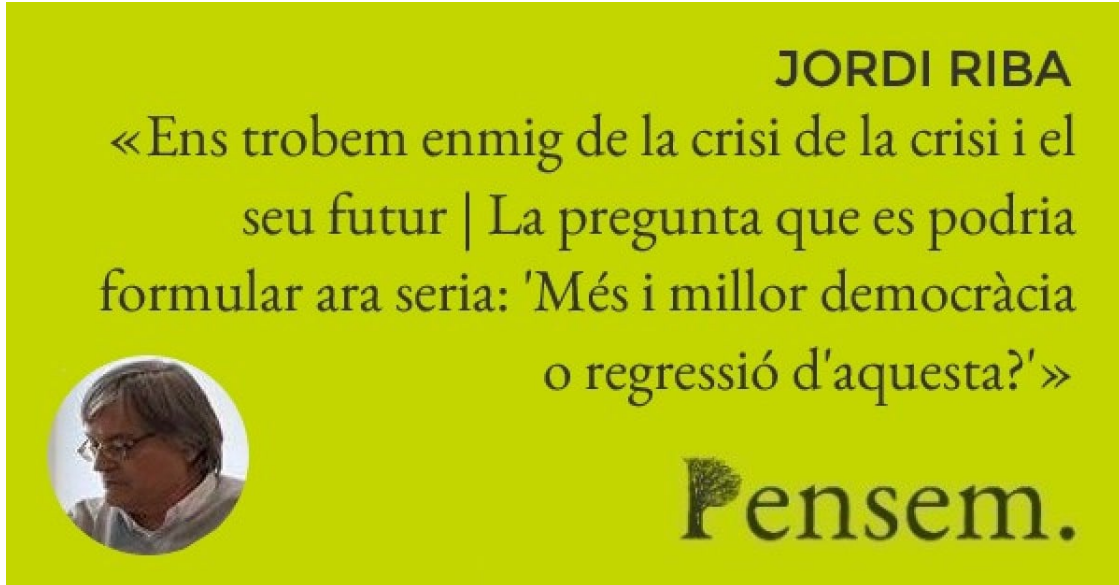 JORDI RIBA
«Ens trobem enmig de la crisi de la crisi i el
seu futur | La pregunta que es podria
formular ara seria: 'Més i millor democràcia
o regressió d'aquesta?'»
Pensem.